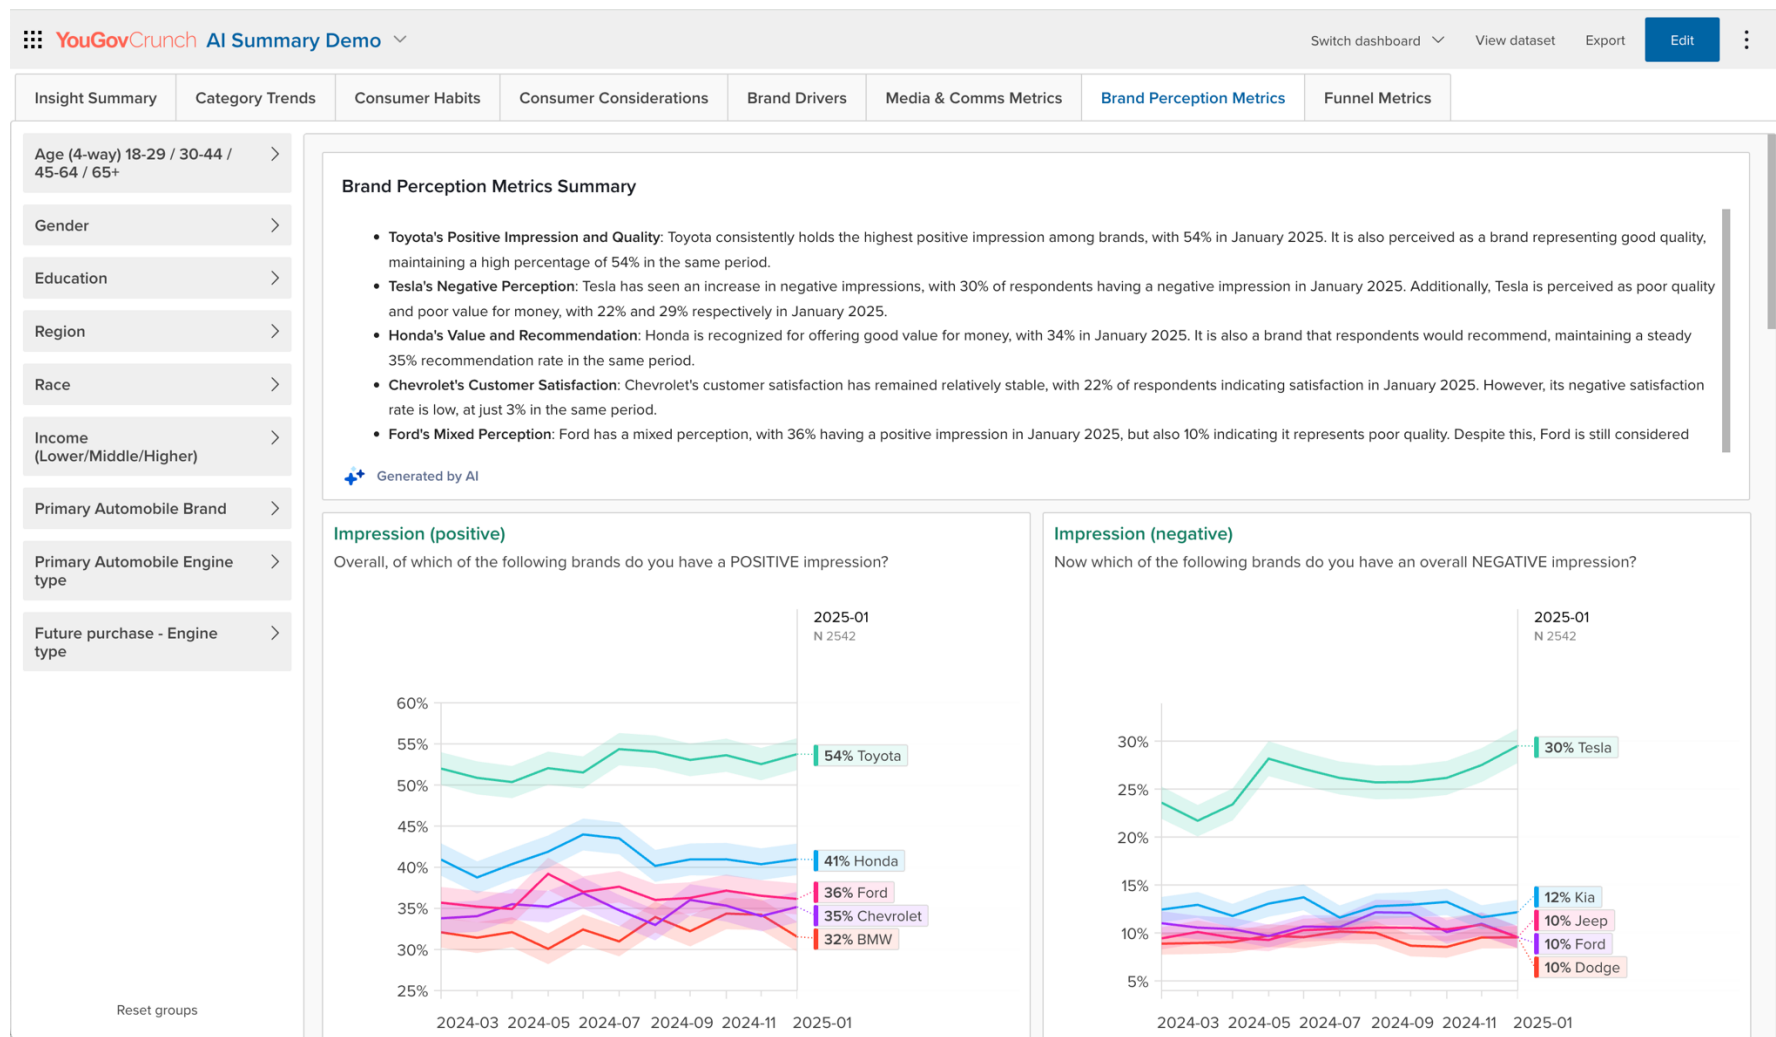 YouGovCrunch AI Summary Demo
Switch dashboard
View dataset
Export
Edit
Insight Summary
Category Trends
Consumer Habits
Consumer Considerations
Brand Drivers
Media & Comms Metrics
Brand Perception Metrics
Funnel Metrics
Age (4-way) 18-29 / 30-44 /
45-64 / 65+
Gender
Education
Region
Race
Income
(Lower/Middle/Higher)
Primary Automobile Brand
Primary Automobile Engine
type
Future purchase - Engine
type
Reset groups
Brand Perception Metrics Summary
• Toyota's Positive Impression and Quality: Toyota consistently holds the highest positive impression among brands, with 54% in January 2025. It is also perceived as a brand representing good quality,
maintaining a high percentage of 54% in the same period.
• Tesla's Negative Perception: Tesla has seen an increase in negative impressions, with 30% of respondents having a negative impression in January 2025. Additionally, Tesla is perceived as poor quality
and poor value for money, with 22% and 29% respectively in January 2025.
• Honda's Value and Recommendation: Honda is recognized for offering good value for money, with 34% in January 2025. It is also a brand that respondents would recommend, maintaining a steady
35% recommendation rate in the same period.
• Chevrolet's Customer Satisfaction: Chevrolet's customer satisfaction has remained relatively stable, with 22% of respondents indicating satisfaction in January 2025. However, its negative satisfaction
rate is low, at just 3% in the same period.
• Ford's Mixed Perception: Ford has a mixed perception, with 36% having a positive impression in January 2025, but also 10% indicating it represents poor quality. Despite this, Ford is still considered
Generated by AI
Impression (positive)
Overall, of which of the following brands do you have a POSITIVE impression?
2025-01
N 2542
60%
55%
50%
45%
40%
35%
30%
25%
54% Toyota
41% Honda
36% Ford
35% Chevrolet
32% BMW
2024-03 2024-05 2024-07 2024-09 2024-11 2025-01
Impression (negative)
Now which of the following brands do you have an overall NEGATIVE impression?
2025-01
N 2542
30%
25%
20%
15%
10%
5%
30% Tesla
12% Kia
10% Jeep
10% Ford
10% Dodge
2024-03 2024-05 2024-07 2024-09 2024-11 2025-01